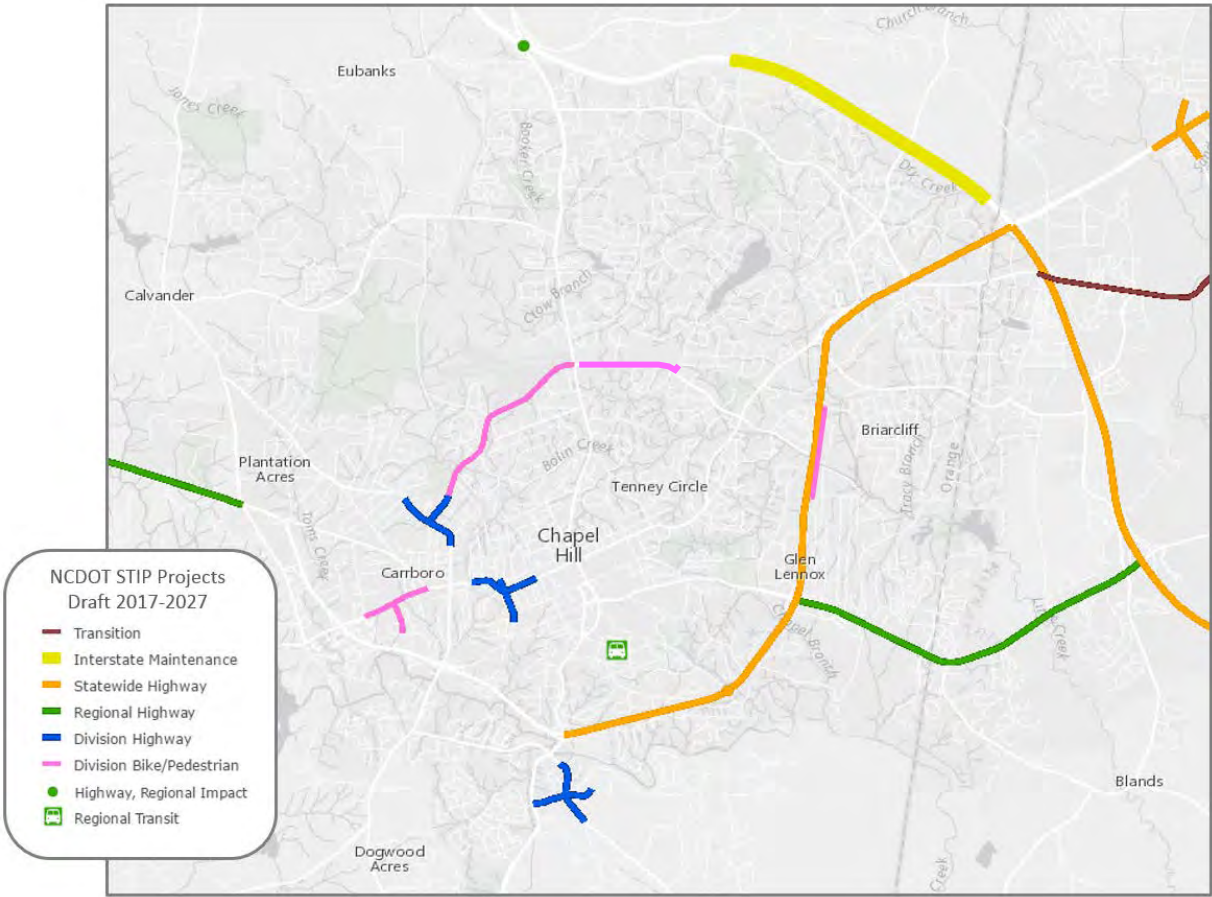 Church Branch
Eubanks
Jones Creek
Booker Creek
Dry Creek
Calvander
Crow Branch
Briarcliff
Plantation
Acres
Bolin Creek
Tracy Branch
Orange
Tenney Circle
Toms Creek
Chapel
Hill
Glen
Lennox
Carrboro
Chapel Branch
Creek
NCDOT STIP Projects
Draft 2017-2027
Transition
Interstate Maintenance
Statewide Highway
Regional Highway
Division Highway
Division Bike/Pedestrian
Highway, Regional Impact
Regional Transit
Blands
Dogwood
Acres
Creek